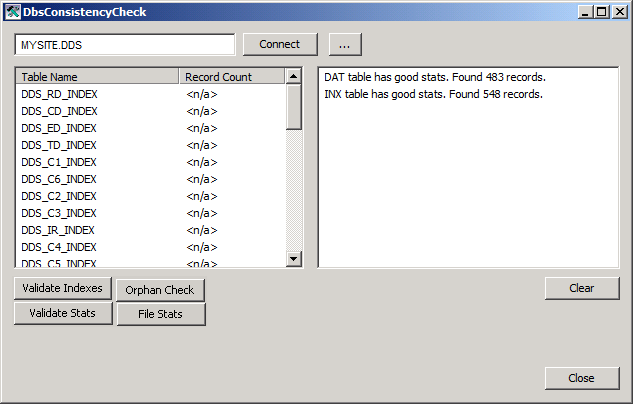 DbsConsistencyCheck
MYSITE.DDS Connect ...
Table Name Record Count
DDS_RD_INDEX <n/a>
DDS_CD_INDEX <n/a>
DDS_ED_INDEX <n/a>
DDS_TD_INDEX <n/a>
DDS_C1_INDEX <n/a>
DDS_C6_INDEX <n/a>
DDS_C2_INDEX <n/a>
DDS_C3_INDEX <n/a>
DDS_IR_INDEX <n/a>
DDS_C4_INDEX <n/a>
DDS_C5_INDEX <n/a>
DAT table has good stats. Found 483 records.
INX table has good stats. Found 548 records.
Validate Indexes Orphan Check Clear
Validate Stats File Stats
Close